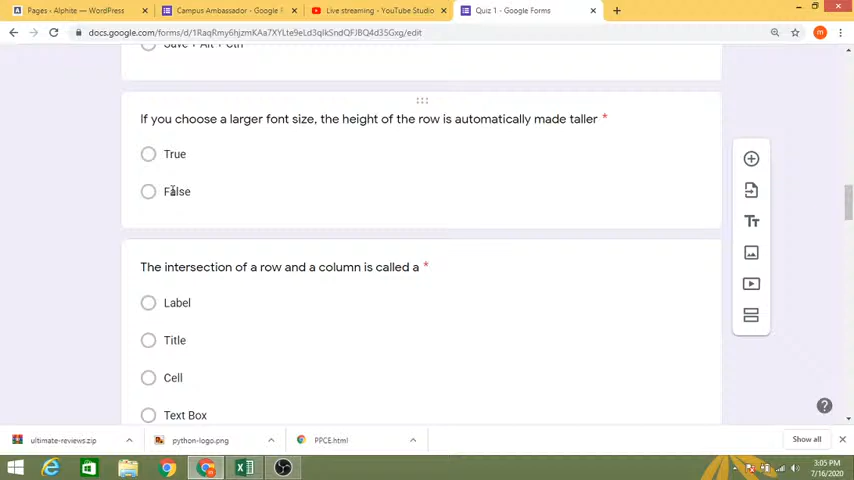 Pages ‹ Alphite — WordPress
Campus Ambassador - Google F
Live streaming - YouTube Studio
Quiz 1 - Google Forms
docs.google.com/forms/d/1RaqRmy6hjzmKAa7XYLte9eLd3qlkSndQFJBQ4d35Gxg/edit
m
Save + Alt + Ctrl
If you choose a larger font size, the height of the row is automatically made taller *
True
False
The intersection of a row and a column is called a *
Label
Title
Cell
Text Box
ultimate-reviews.zip
python-logo.png
PPCE.html
Show all
3:05 PM
7/16/2020